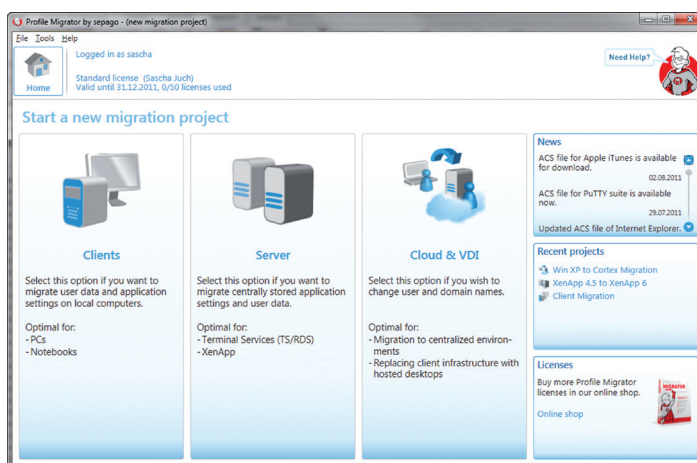 Profile Migrator by sepago - (new migration project)
File Tools Help
Logged in as sascha
Standard license (Sascha Juch)
Valid until 31.12.2011, 0/50 licenses used
Home
Need Help?
Start a new migration project
Clients
Select this option if you want to
migrate user data and application
settings on local computers.
Optimal for:
- PCs
- Notebooks
Server
Select this option if you want to
migrate centrally stored application
settings and user data.
Optimal for:
- Terminal Services (TS/RDS)
- XenApp
Cloud & VDI
Select this option if you wish to
change user and domain names.
Optimal for:
- Migration to centralized environ-
ments
- Replacing client infrastructure with
hosted desktops
News
ACS file for Apple iTunes is available
for download.
02.08.2011
ACS file for PuTTY suite is available
now.
29.07.2011
Updated ACS file of Internet Explorer.
Recent projects
Win XP to Cortex Migration
XenApp 4.5 to XenApp 6
Client Migration
Licenses
Buy more Profile Migrator
licenses in our online shop.
Online shop
MIGRATOR